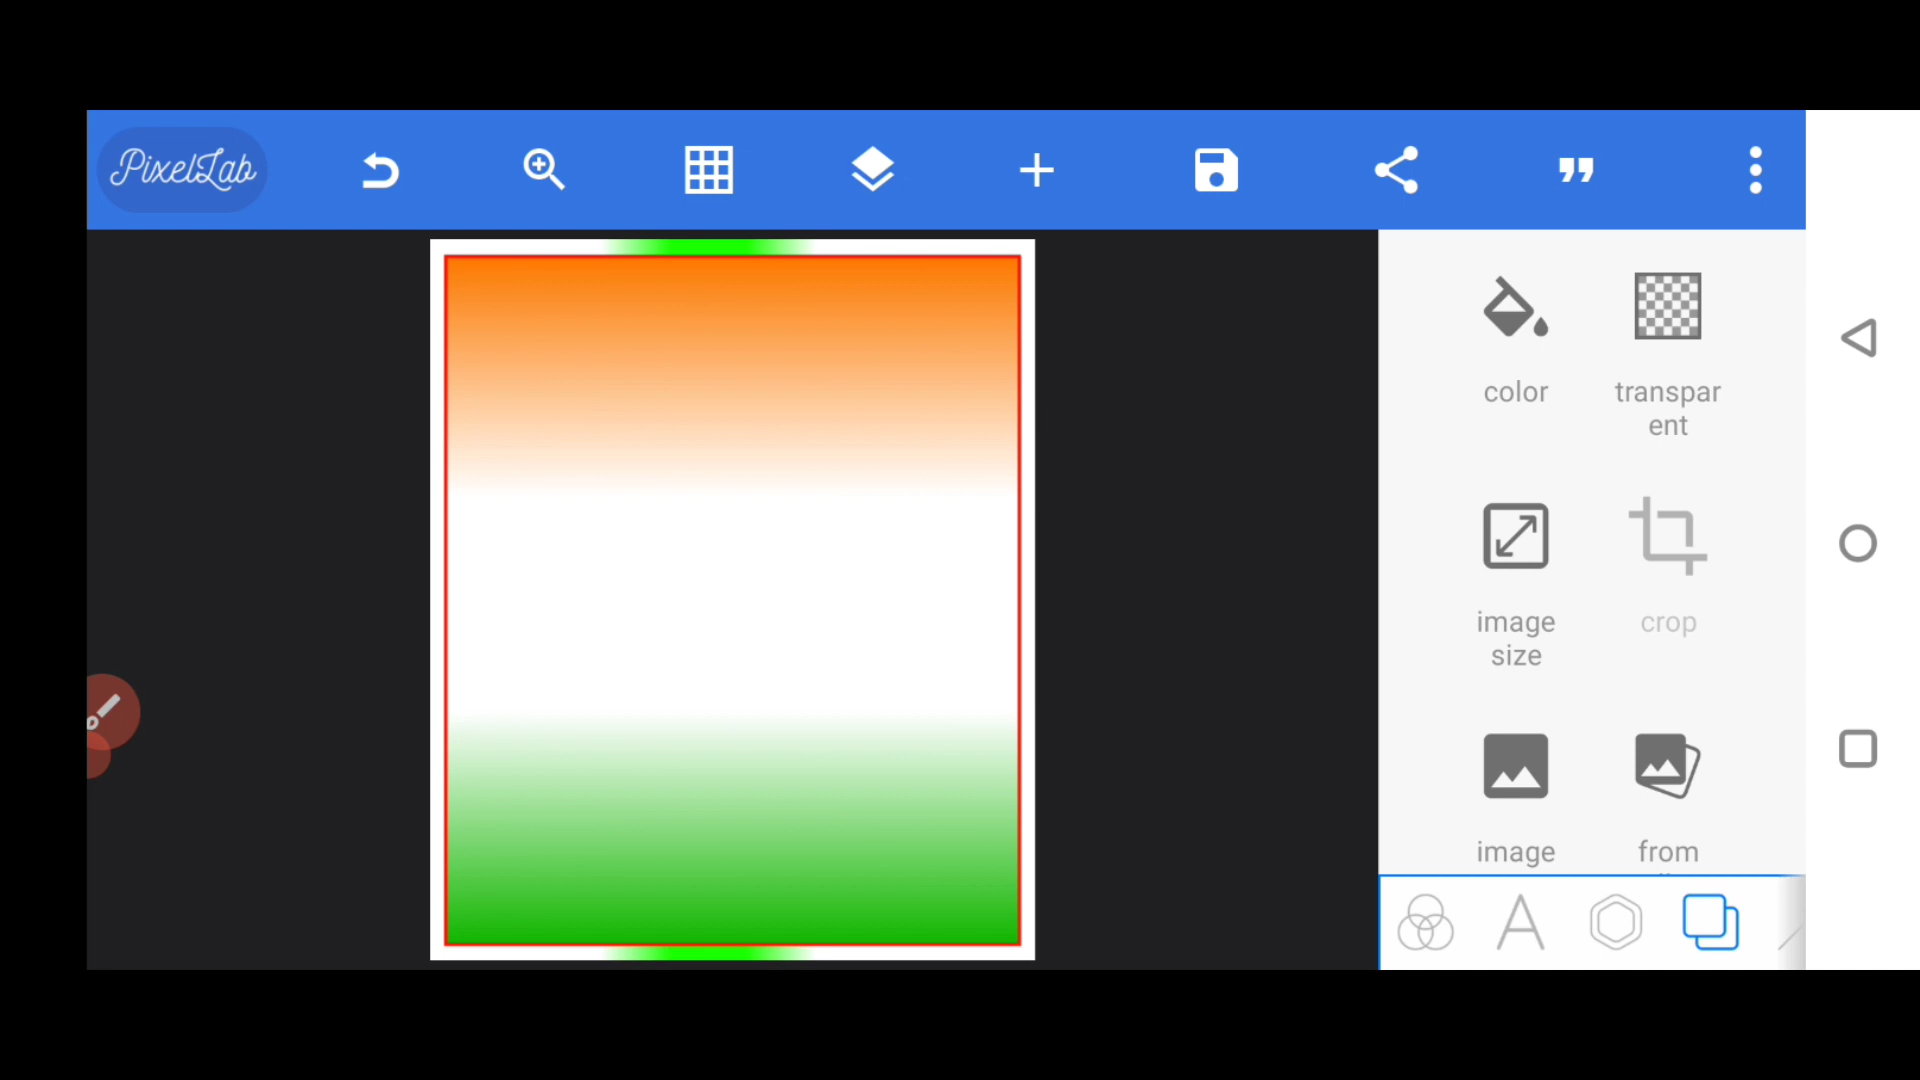 PixelLab
color
transpar
ent
image
size
crop
image
from